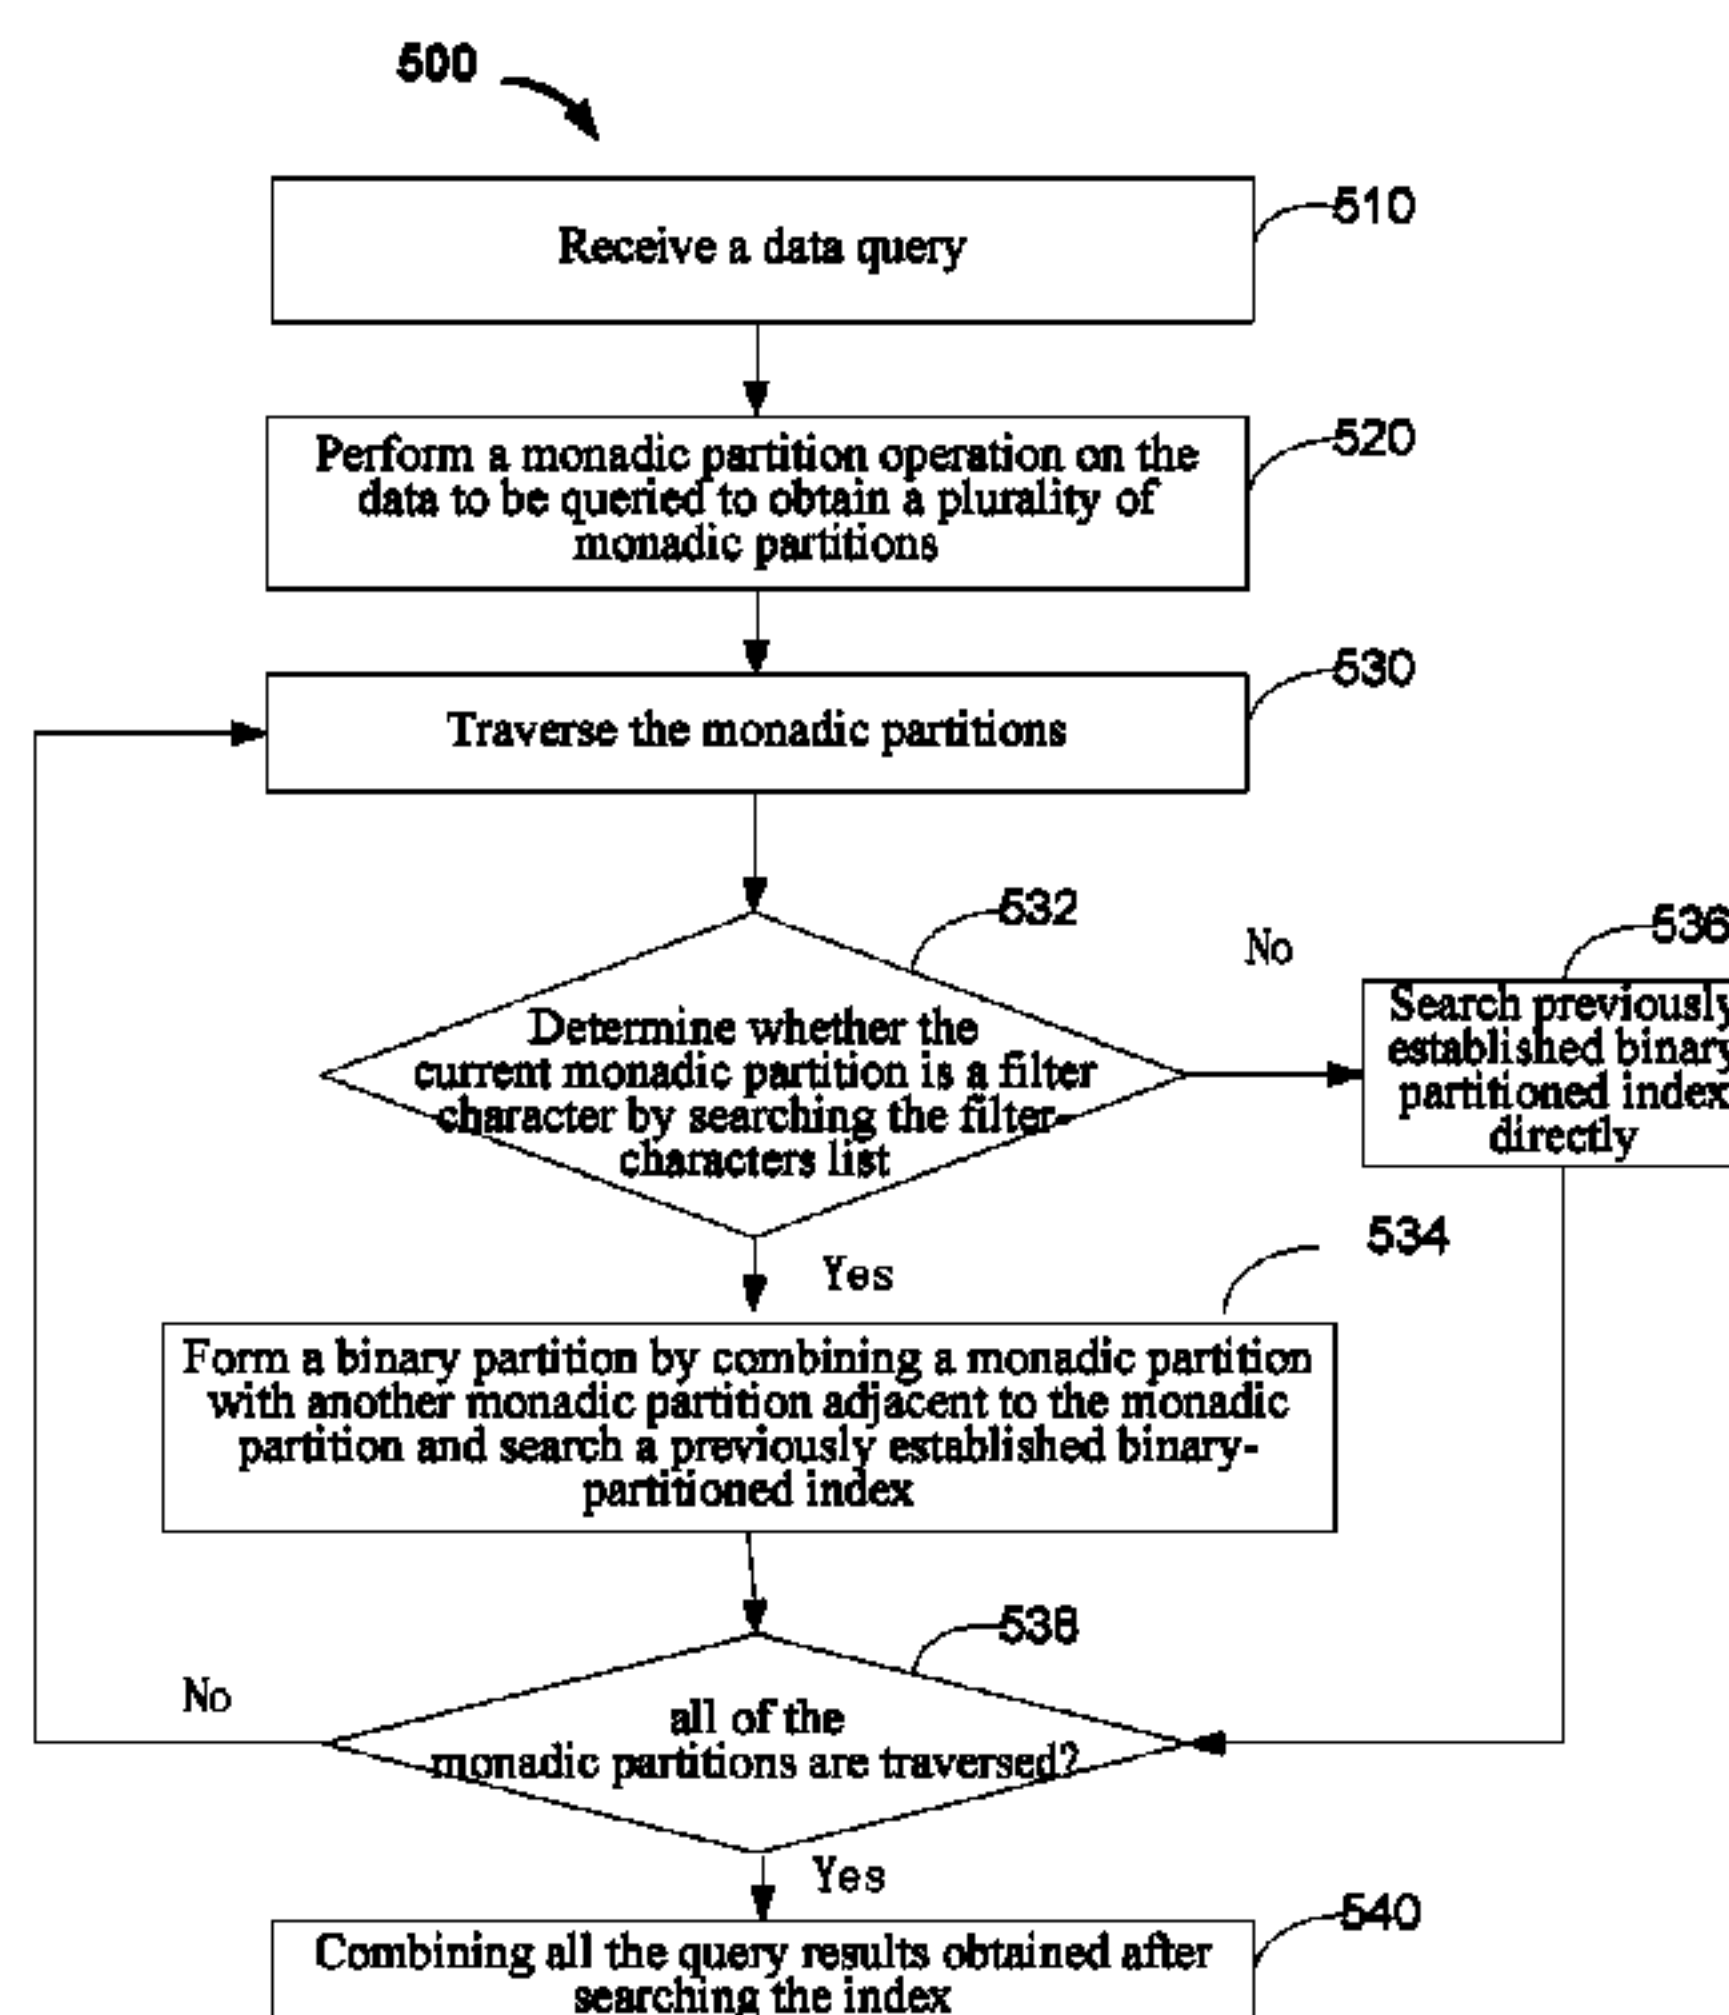 500
510
Receive a data query
520
Perform a monadic partition operation on the
data to be queried to obtain a plurality of
monadic partitions
530
Traverse the monadic partitions
532
No
536
Determine whether the
current monadic partition is a filter
character by searching the filter
characters list
Search previously
established binary
partitioned index
directly
534
Yes
Form a binary partition by combining a monadic partition
with another monadic partition adjacent to the monadic
partition and search a previously established binary-
partitioned index
538
No
all of the
monadic partitions are traversed?
Yes
540
Combining all the query results obtained after
searching the index